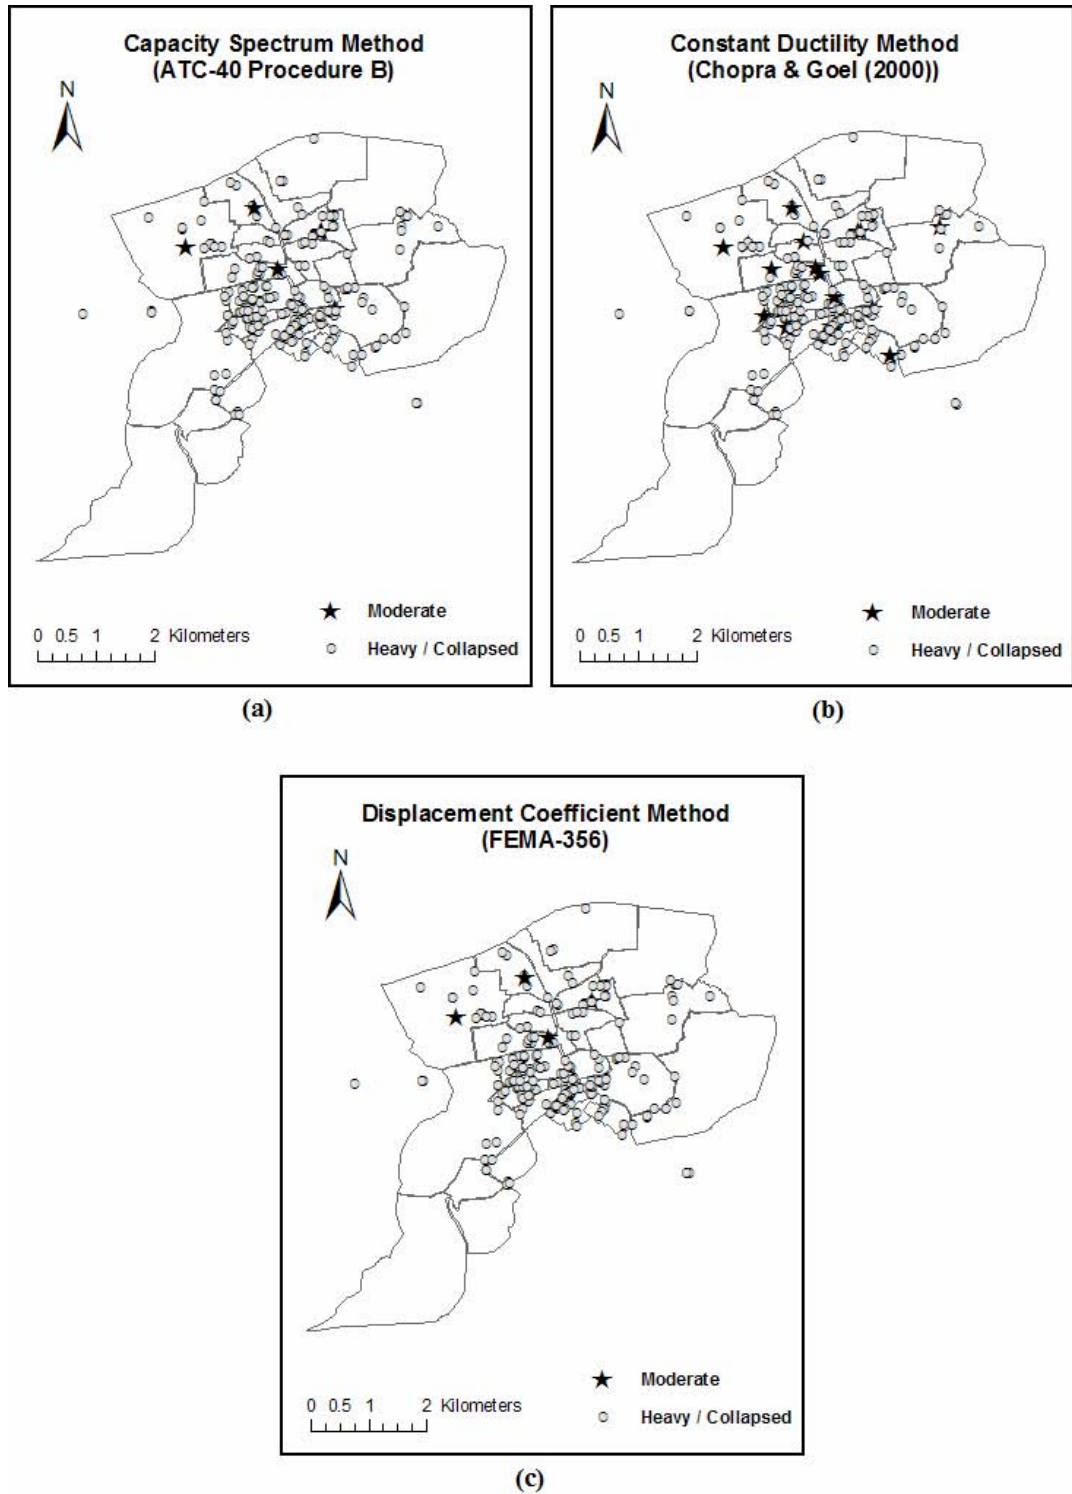 Capacity Spectrum Method
(ATC-40 Procedure B)
N
Moderate
Heavy / Collapsed
0 0.5 1 2 Kilometers
(a)
Constant Ductility Method
(Chopra & Goel (2000))
N
Moderate
Heavy / Collapsed
0 0.5 1 2 Kilometers
(b)
Displacement Coefficient Method
(FEMA-356)
N
Moderate
Heavy / Collapsed
0 0.5 1 2 Kilometers
(c)